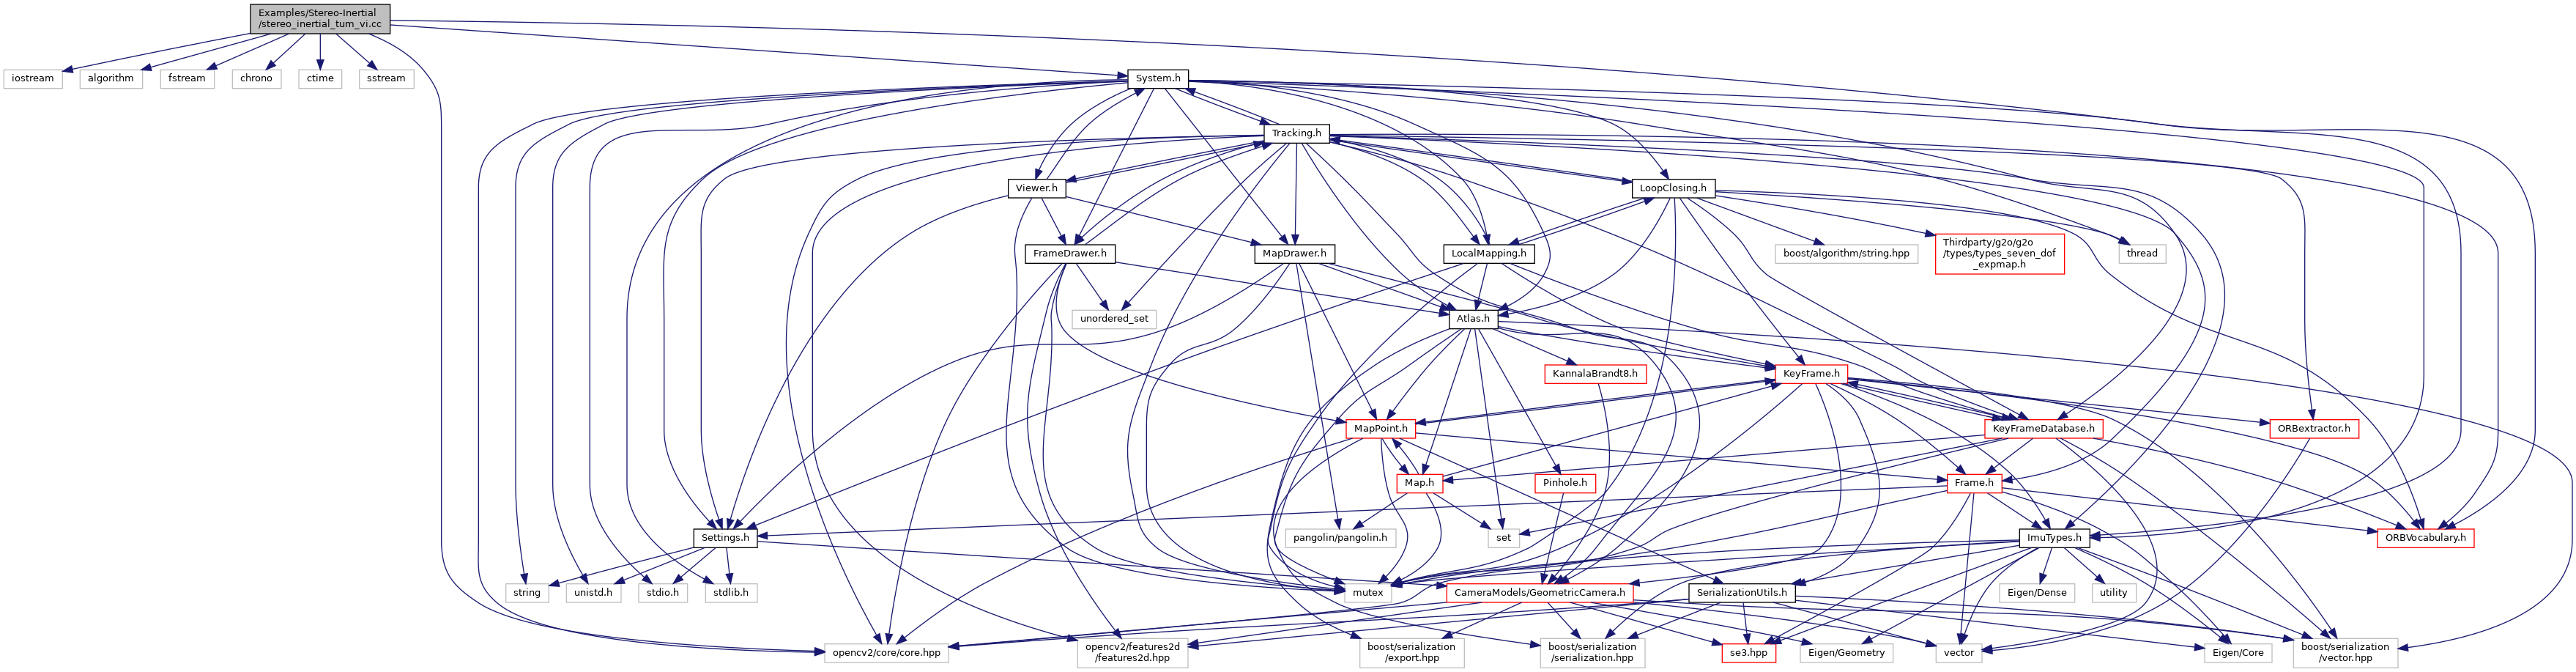 Examples/Stereo-Inertial
/stereo_inertial_tum_vi.cc
iostream
algorithm
fstream
chrono
ctime
sstream
System.h
Tracking.h
Viewer.h
LoopClosing.h
FrameDrawer.h
MapDrawer.h
LocalMapping.h
boost/algorithm/string.hpp
Thirdparty/g2o/g2o
/types/types_seven_dof
_expmap.h
thread
unordered_set
Atlas.h
KannalaBrandt8.h
KeyFrame.h
MapPoint.h
KeyFrameDatabase.h
ORBextractor.h
Map.h
Pinhole.h
Frame.h
Settings.h
pangolin/pangolin.h
set
ImuTypes.h
ORBVocabulary.h
string
unistd.h
stdio.h
stdlib.h
mutex
CameraModels/GeometricCamera.h
SerializationUtils.h
Eigen/Dense
utility
opencv2/core/core.hpp
opencv2/features2d
/features2d.hpp
boost/serialization
/export.hpp
boost/serialization
/serialization.hpp
se3.hpp
Eigen/Geometry
vector
Eigen/Core
boost/serialization
/vector.hpp